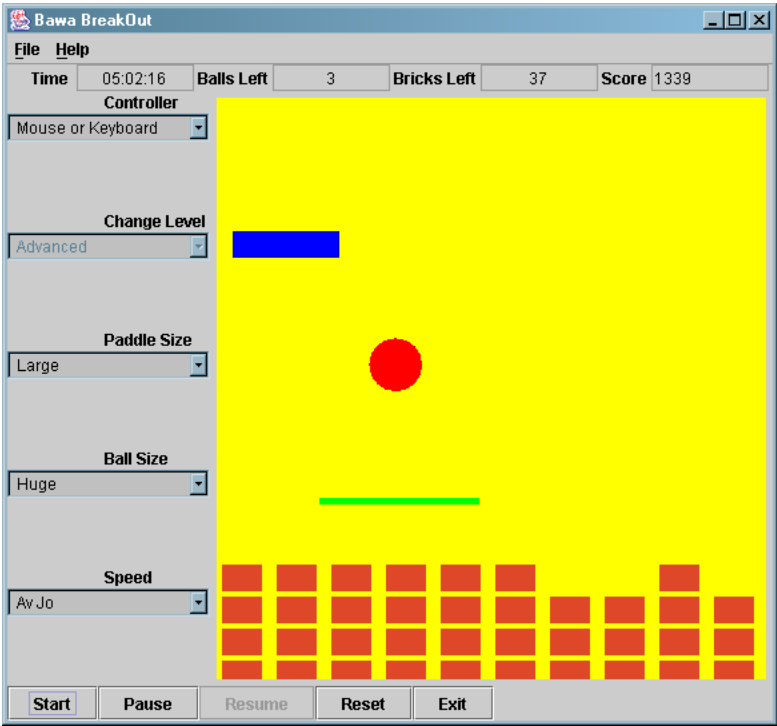 Bawa BreakOut
File Help
Time 05:02:16 Balls Left 3 Bricks Left 37 Score 1339
Controller
Mouse or Keyboard
Change Level
Advanced
Paddle Size
Large
Ball Size
Huge
Speed
Av Jo
Start Pause Resume Reset Exit